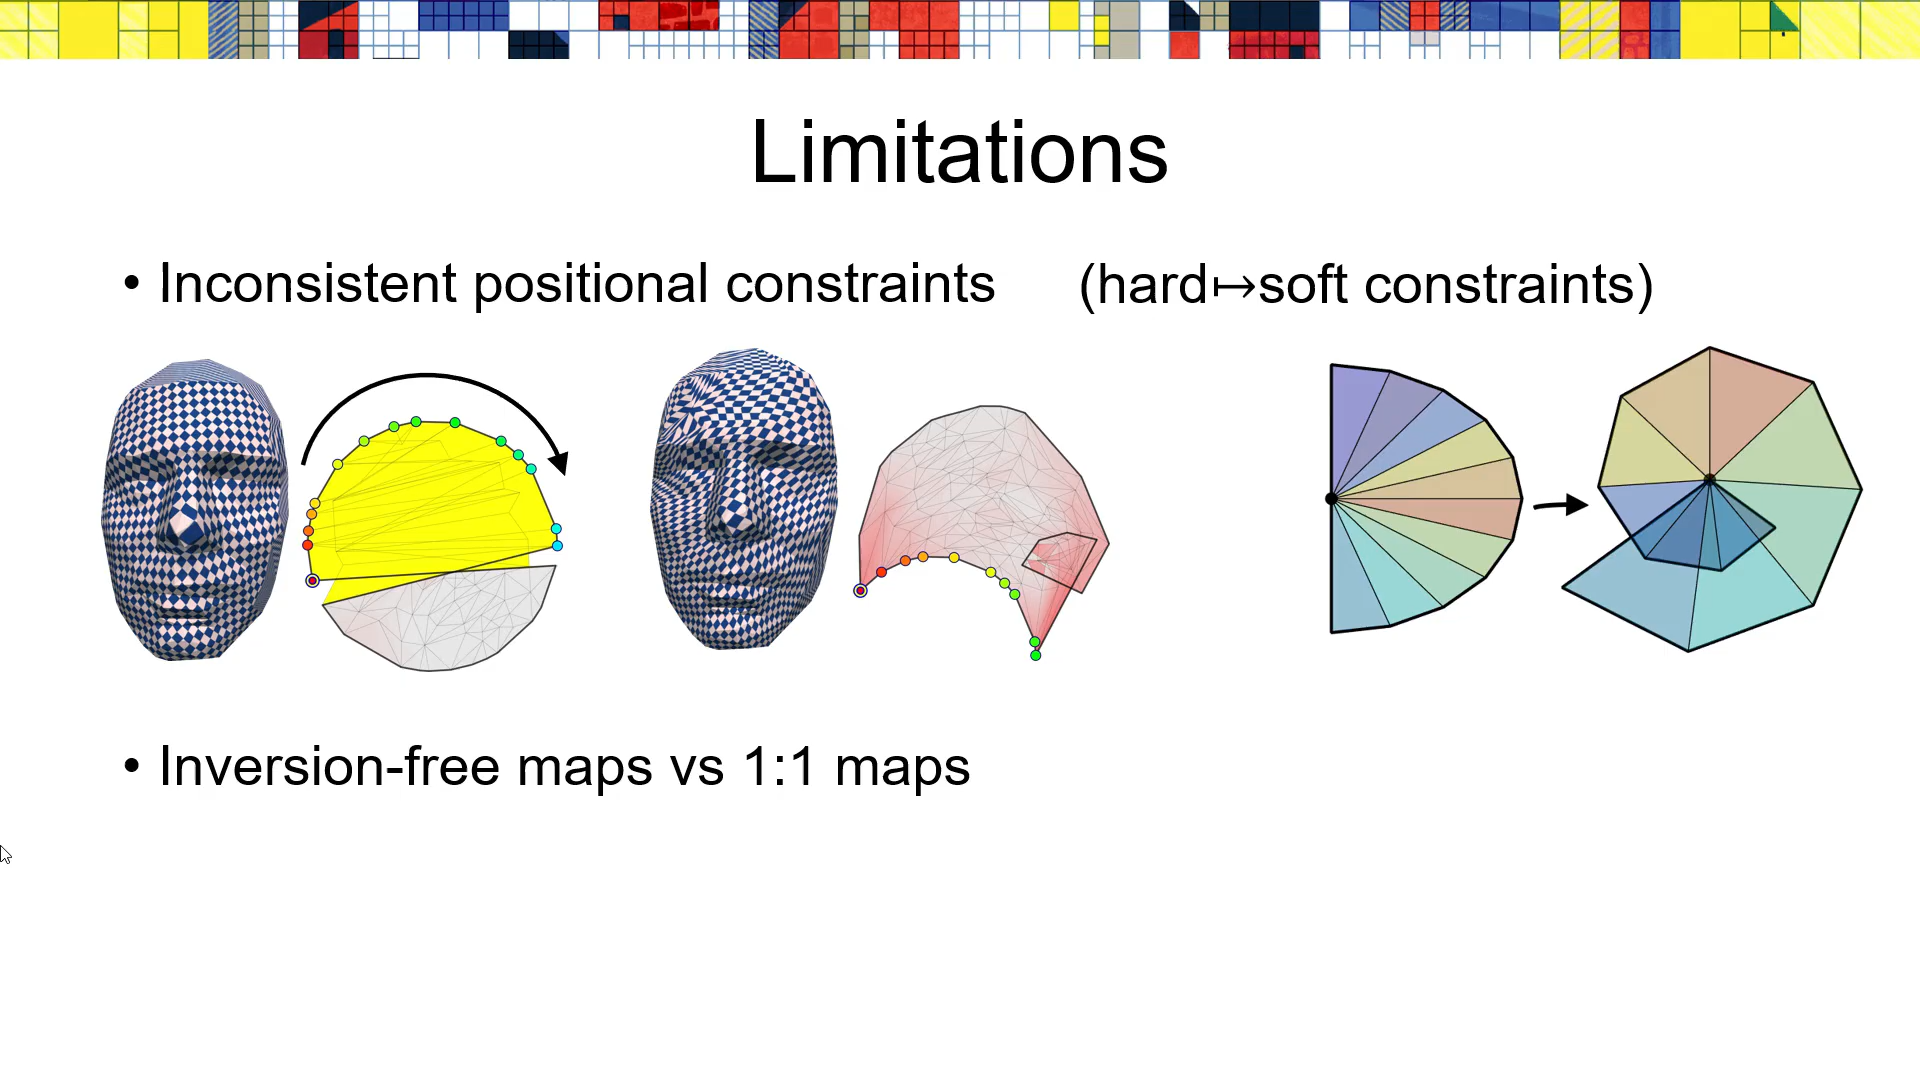 Limitations
• Inconsistent positional constraints (hard↦soft constraints)
• Inversion-free maps vs 1:1 maps